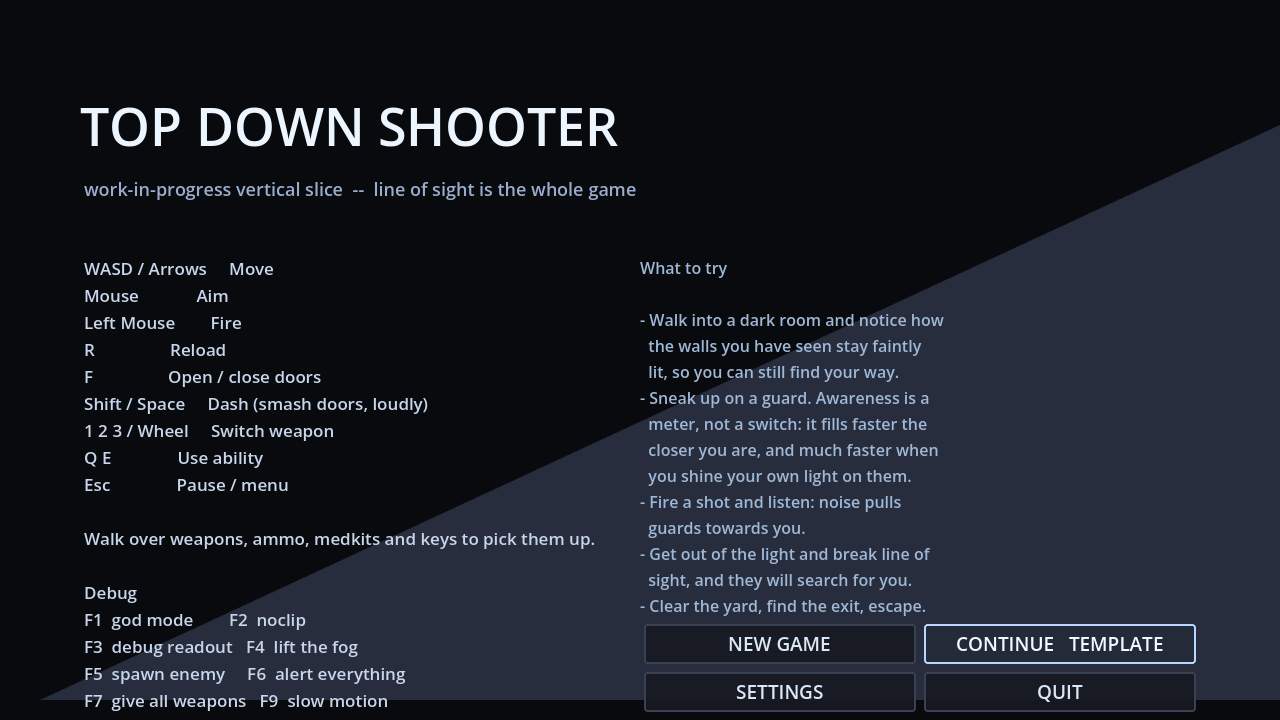 TOP DOWN SHOOTER
work-in-progress vertical slice -- line of sight is the whole game
WASD / Arrows Move
Mouse Aim
Left Mouse Fire
R Reload
F Open / close doors
Shift / Space Dash (smash doors, loudly)
1 2 3 / Wheel Switch weapon
Q E Use ability
Esc Pause / menu
Walk over weapons, ammo, medkits and keys to pick them up.
Debug
F1 god mode F2 noclip
F3 debug readout F4 lift the fog
F5 spawn enemy F6 alert everything
F7 give all weapons F9 slow motion
What to try
- Walk into a dark room and notice how
the walls you have seen stay faintly
lit, so you can still find your way.
- Sneak up on a guard. Awareness is a
meter, not a switch: it fills faster the
closer you are, and much faster when
you shine your own light on them.
- Fire a shot and listen: noise pulls
guards towards you.
- Get out of the light and break line of
sight, and they will search for you.
- Clear the yard, find the exit, escape.
NEW GAME
CONTINUE TEMPLATE
SETTINGS
QUIT